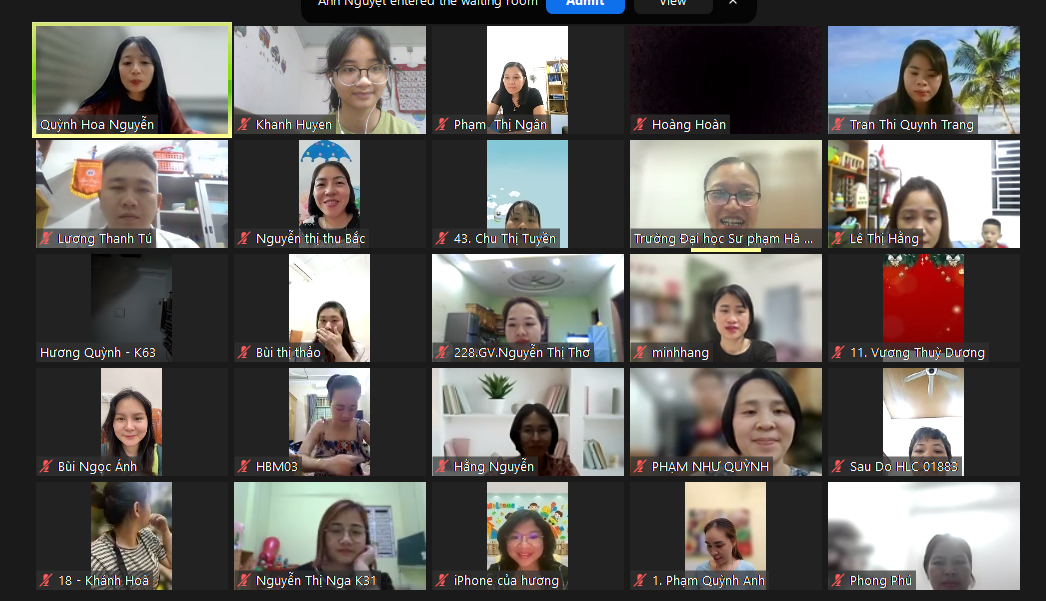 Anh Nguyệt entered the waiting room
Admit
View
Quỳnh Hoa Nguyễn
Khanh Huyen
Phạm Thị Ngân
Hoàng Hoàn
Tran Thi Quynh Trang
Lương Thanh Tú
Nguyễn thị thu Bắc
43. Chu Thị Tuyền
Trường Đại học Sư phạm Hà ...
Lê Thị Hằng
Hương Quỳnh - K63
Bùi thị thảo
228.GV.Nguyễn Thị Thơ
minhhang
11. Vương Thuỳ Dương
Bùi Ngọc Ánh
HBM03
Hằng Nguyễn
PHẠM NHƯ QUỲNH
Sau Do HLC 01883
18 - Khánh Hoà
Nguyễn Thị Nga K31
iPhone của hương
1. Phạm Quỳnh Anh
Phong Phú